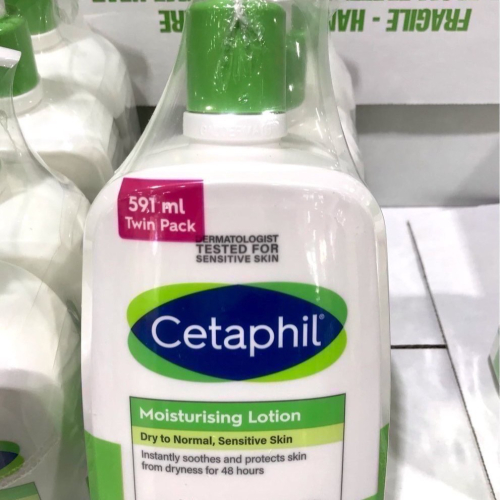 FRAGILE - HAN
591 ml
Twin Pack
DERMATOLOGIST
TESTED FOR
SENSITIVE SKIN
Cetaphil®
Moisturising Lotion
Dry to Normal, Sensitive Skin
Instantly soothes and protects skin
from dryness for 48 hours